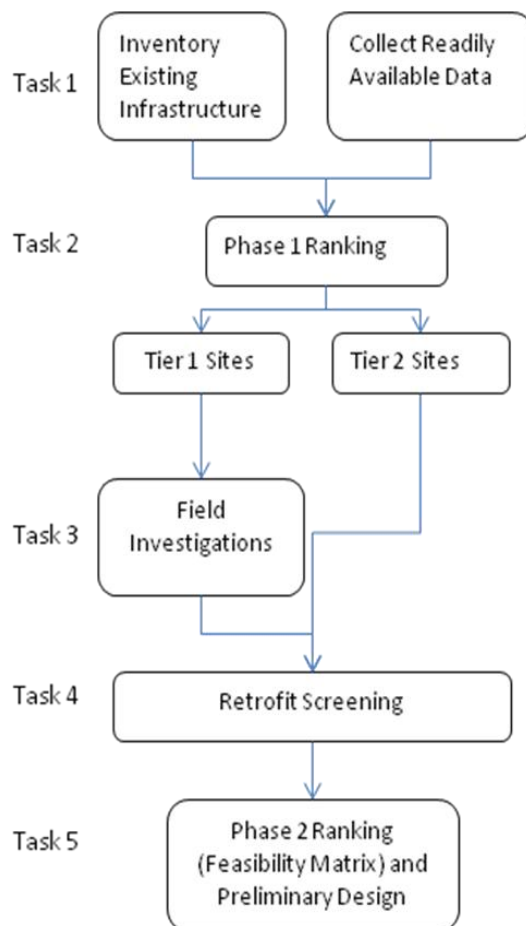 Task 1
Inventory
Existing
Infrastructure
Collect Readily
Available Data
Task 2
Phase 1 Ranking
Tier 1 Sites
Tier 2 Sites
Task 3
Field
Investigations
Task 4
Retrofit Screening
Task 5
Phase 2 Ranking
(Feasibility Matrix) and
Preliminary Design